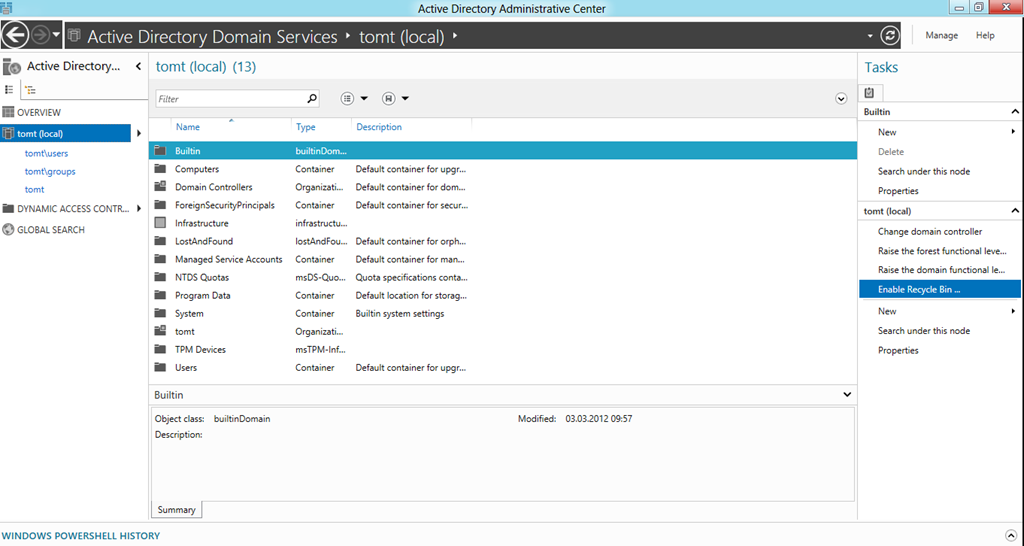 Active Directory Administrative Center
Active Directory Domain Services tomt (local)
Manage Help
Active Directory...
OVERVIEW
tomt (local)
tomt\users
tomt\groups
tomt
DYNAMIC ACCESS CONTR...
GLOBAL SEARCH
tomt (local) (13)
Filter
Name Type Description
Builtin builtinDom...
Computers Container Default container for upgr...
Domain Controllers Organizati... Default container for dom...
ForeignSecurityPrincipals Container Default container for secur...
Infrastructure infrastructu...
LostAndFound lostAndFou... Default container for orph...
Managed Service Accounts Container Default container for man...
NTDS Quotas msDS-Quo... Quota specifications conta...
Program Data Container Default location for storag...
System Container Builtin system settings
tomt Organizati...
TPM Devices msTPM-Inf...
Users Container Default container for upgr...
Builtin
Object class: builtinDomain Modified: 03.03.2012 09:57
Description:
Summary
Tasks
Builtin
New
Delete
Search under this node
Properties
tomt (local)
Change domain controller
Raise the forest functional leve...
Raise the domain functional le...
Enable Recycle Bin ...
New
Search under this node
Properties
WINDOWS POWERSHELL HISTORY